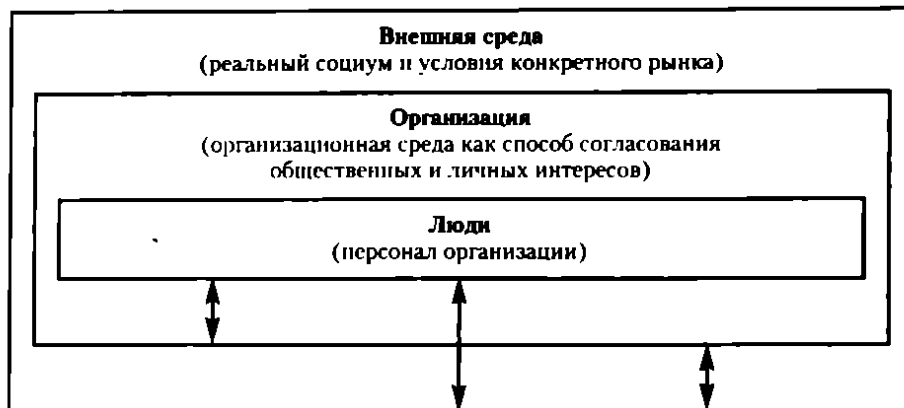 Внешняя среда
(реальный социум и условия конкретного рынка)
Организация
(организационная среда как способ согласования
общественных и личных интересов)
Люди
(персонал организации)